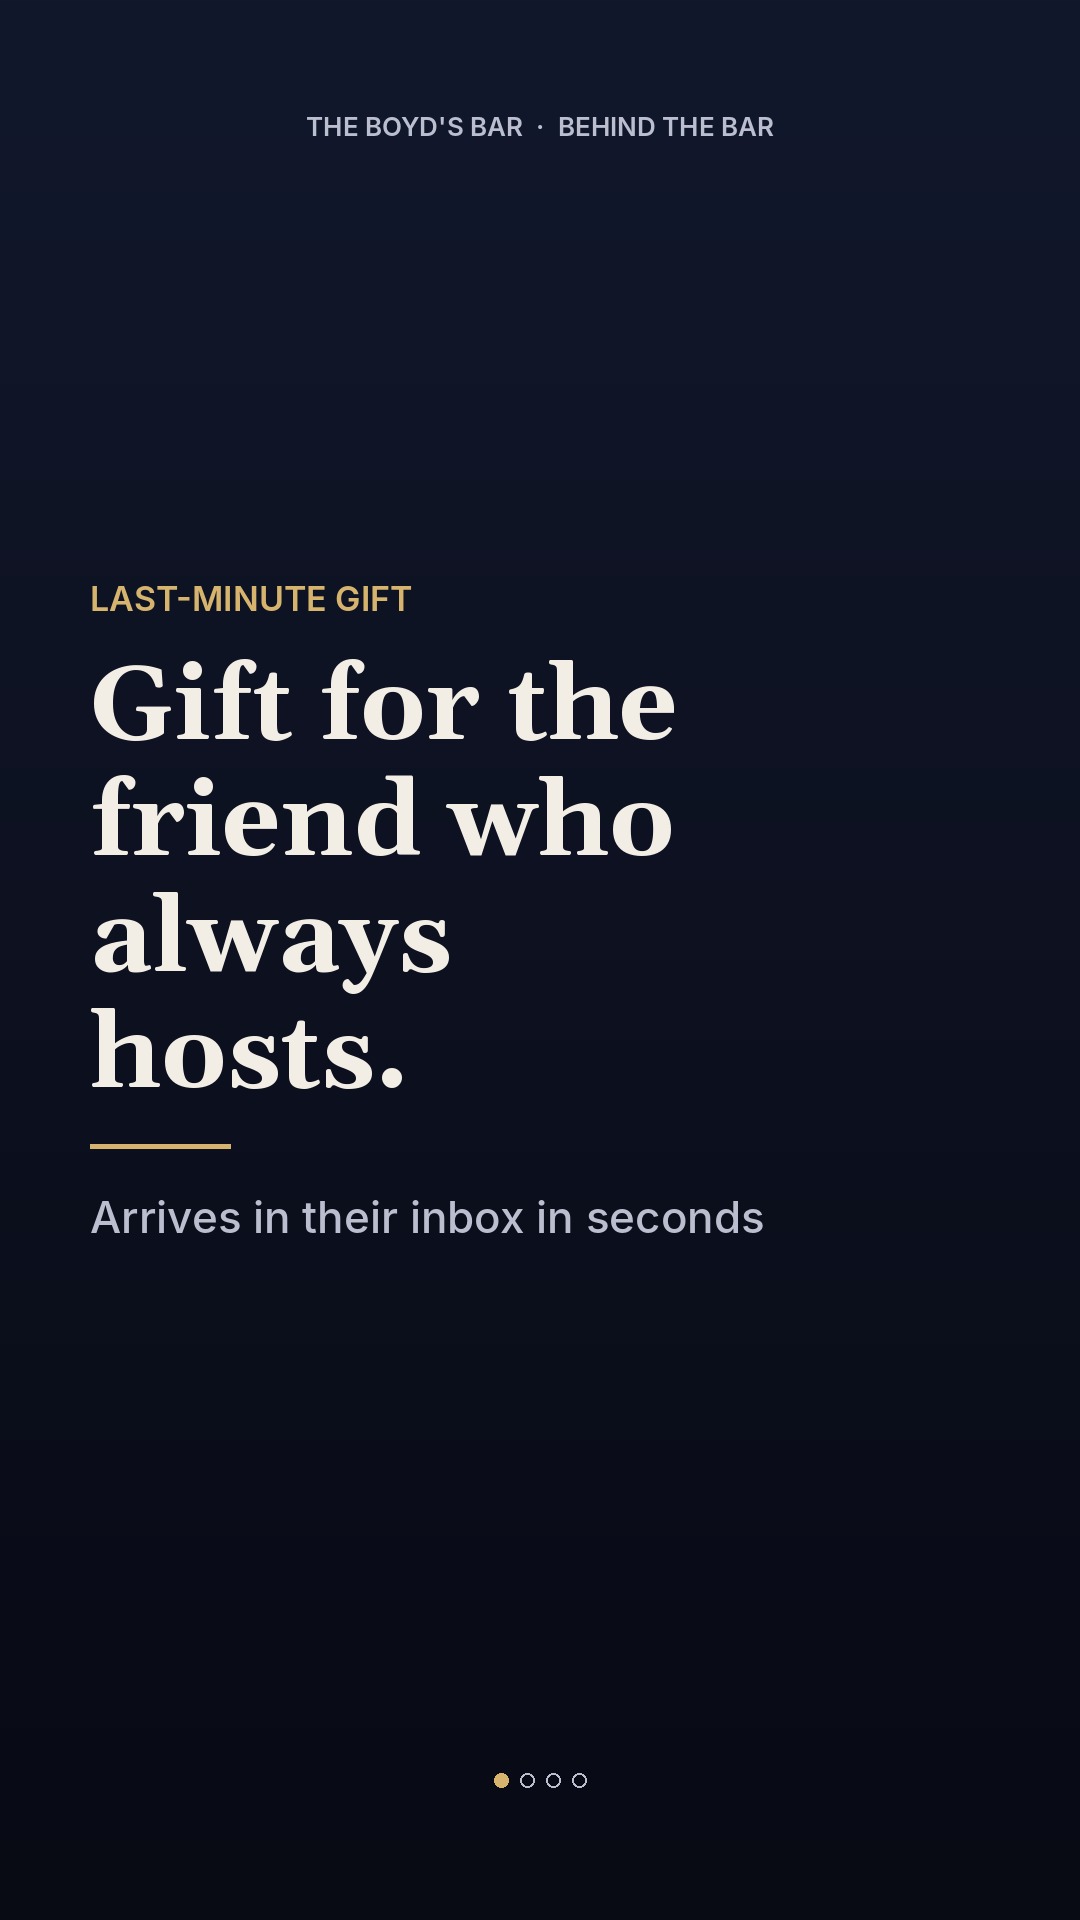 THE BOYD'S BAR · BEHIND THE BAR
LAST-MINUTE GIFT
Gift for the
friend who
always
hosts.
Arrives in their inbox in seconds